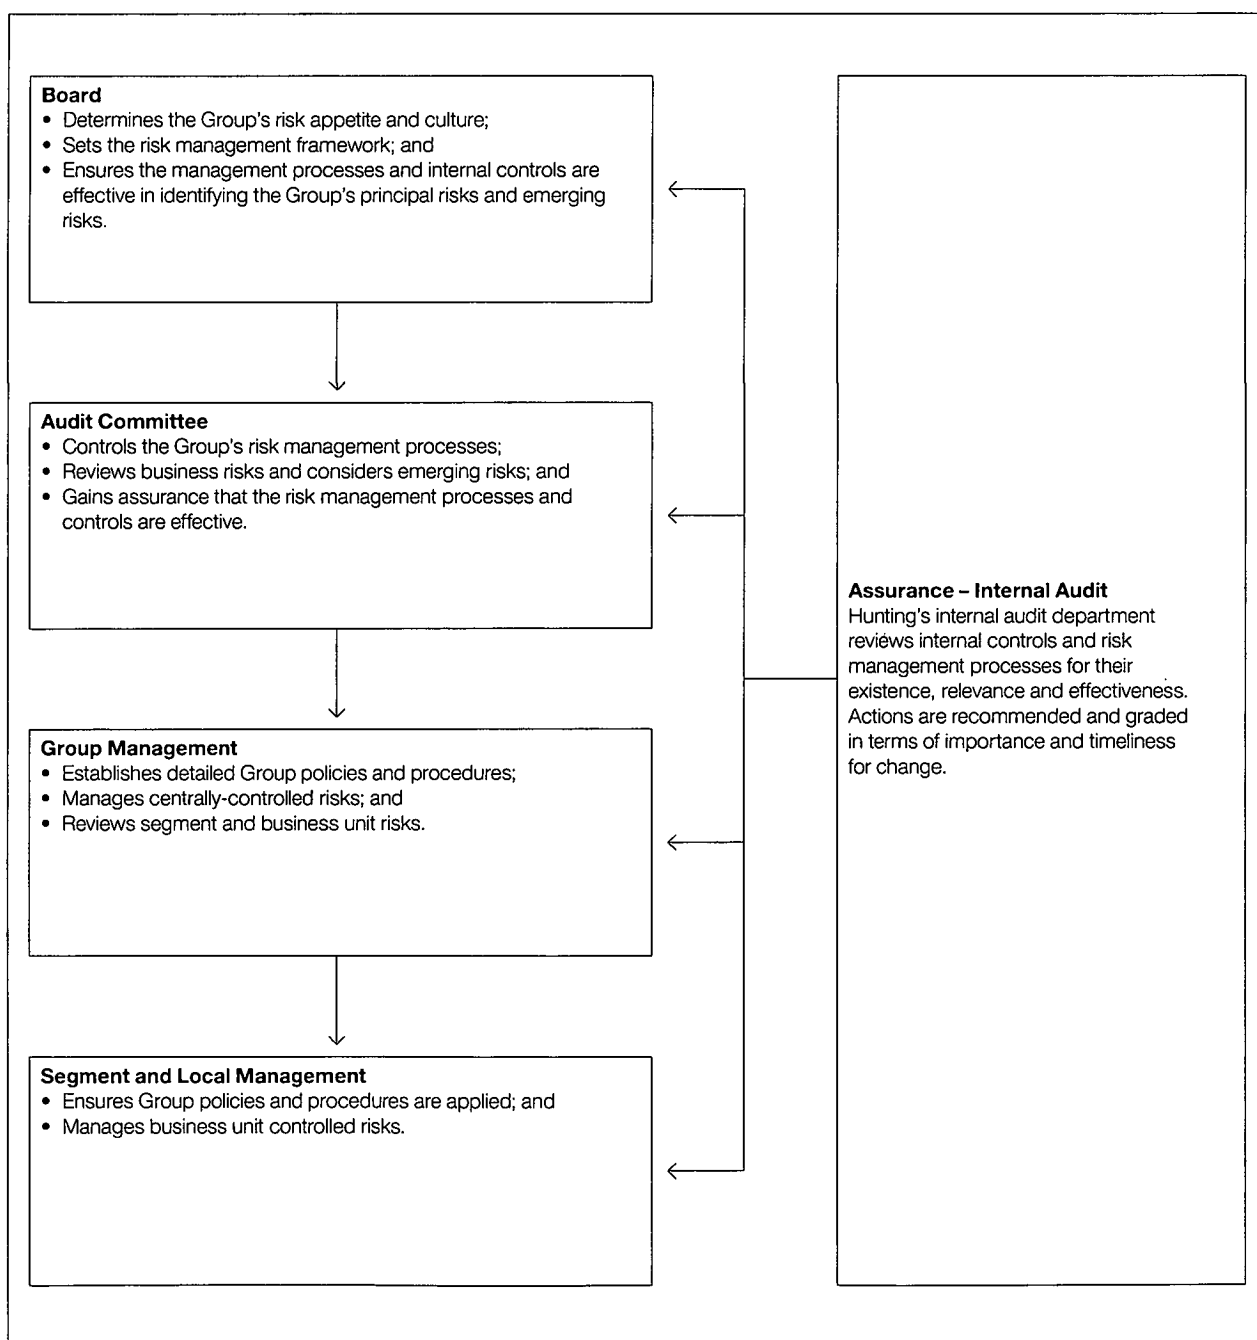 Board
• Determines the Group's risk appetite and culture;
• Sets the risk management framework; and
• Ensures the management processes and internal controls are
effective in identifying the Group's principal risks and emerging
risks.
Audit Committee
• Controls the Group's risk management processes;
• Reviews business risks and considers emerging risks; and
• Gains assurance that the risk management processes and
controls are effective.
Group Management
• Establishes detailed Group policies and procedures;
• Manages centrally-controlled risks; and
• Reviews segment and business unit risks.
Segment and Local Management
• Ensures Group policies and procedures are applied; and
• Manages business unit controlled risks.
Assurance – Internal Audit
Hunting's internal audit department
reviews internal controls and risk
management processes for their
existence, relevance and effectiveness.
Actions are recommended and graded
in terms of importance and timeliness
for change.